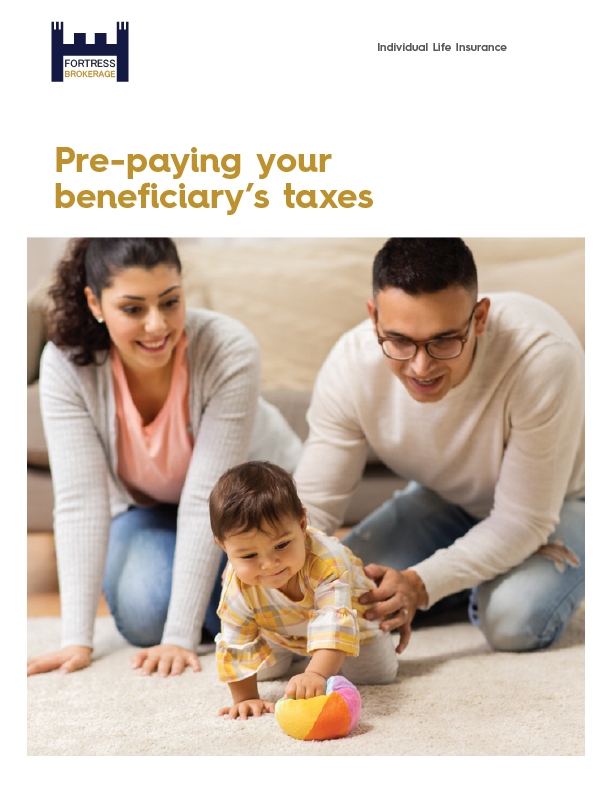 FORTRESS
BROKERAGE
Individual Life Insurance
Pre-paying your
beneficiary's taxes